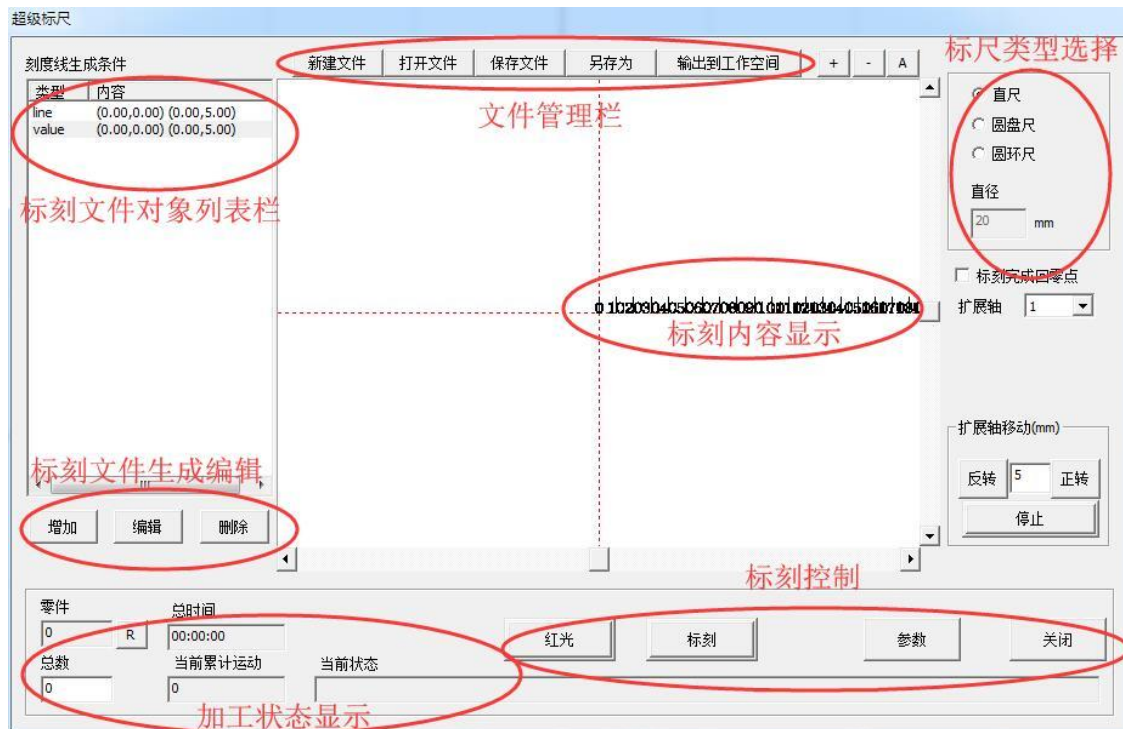 超级标尺
刻度线生成条件
新建文件 打开文件 保存文件 另存为 输出到工作空间 + - A
标尺类型选择
类型 内容
line (0.00,0.00) (0.00,5.00)
value (0.00,0.00) (0.00,5.00)
文件管理栏
直尺
圆盘尺
圆环尺
标刻文件对象列表栏
直径
20 mm
标刻完成回零点
扩展轴 1
标刻内容显示
扩展轴移动(mm)
标刻文件生成编辑
反转 5 正转
停止
增加 编辑 删除
标刻控制
零件 总时间
0 R 00:00:00
红光 标刻 参数 关闭
总数 当前累计运动 当前状态
0 0
加工状态显示